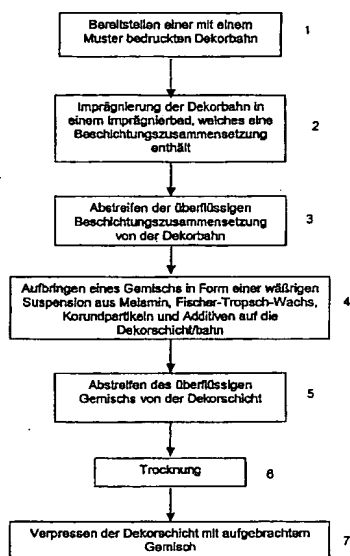 Bereitstellen einer mit einem
Muster bedruckten Dekorbahn
1
Imprägnierung der Dekorbahn in
einem Imprägnierbad, welches eine
Beschichtungszusammensetzung
enthält
2
Abstreifen der überflüssigen
Beschichtungszusammensetzung
von der Dekorbahn
3
Aufbringen eines Gemischs in Form einer wäßrigen
Suspension aus Melamin, Fischer-Tropsch-Wachs,
Korundpartikeln und Additiven auf die
Dekorschicht/bahn
4
Abstreifen des überflüssigen
Gemischs von der Dekorschicht
5
Trocknung
6
Verpressen der Dekorschicht mit aufgebrachtem
Gemisch
7